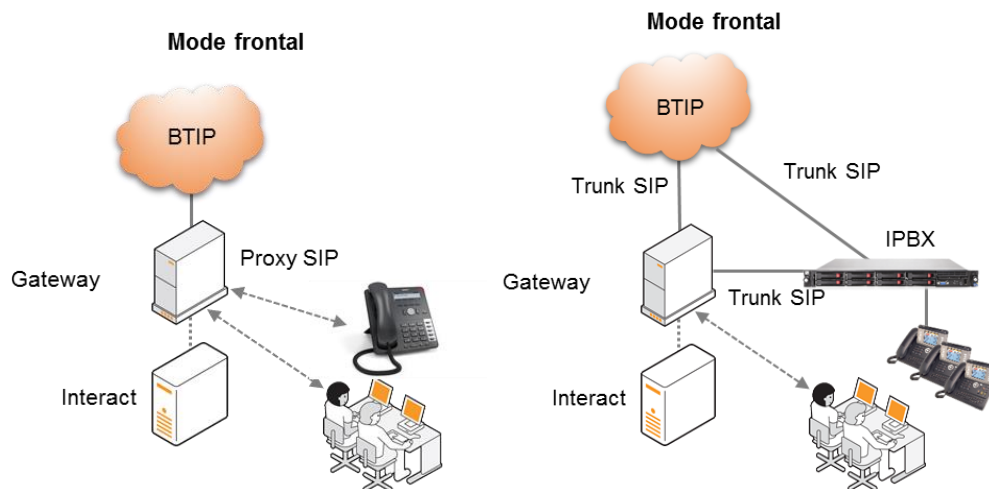 Mode frontal
BTIP
Gateway
Proxy SIP
Interact
Mode frontal
BTIP
Trunk SIP
Trunk SIP
IPBX
Gateway
Trunk SIP
Interact